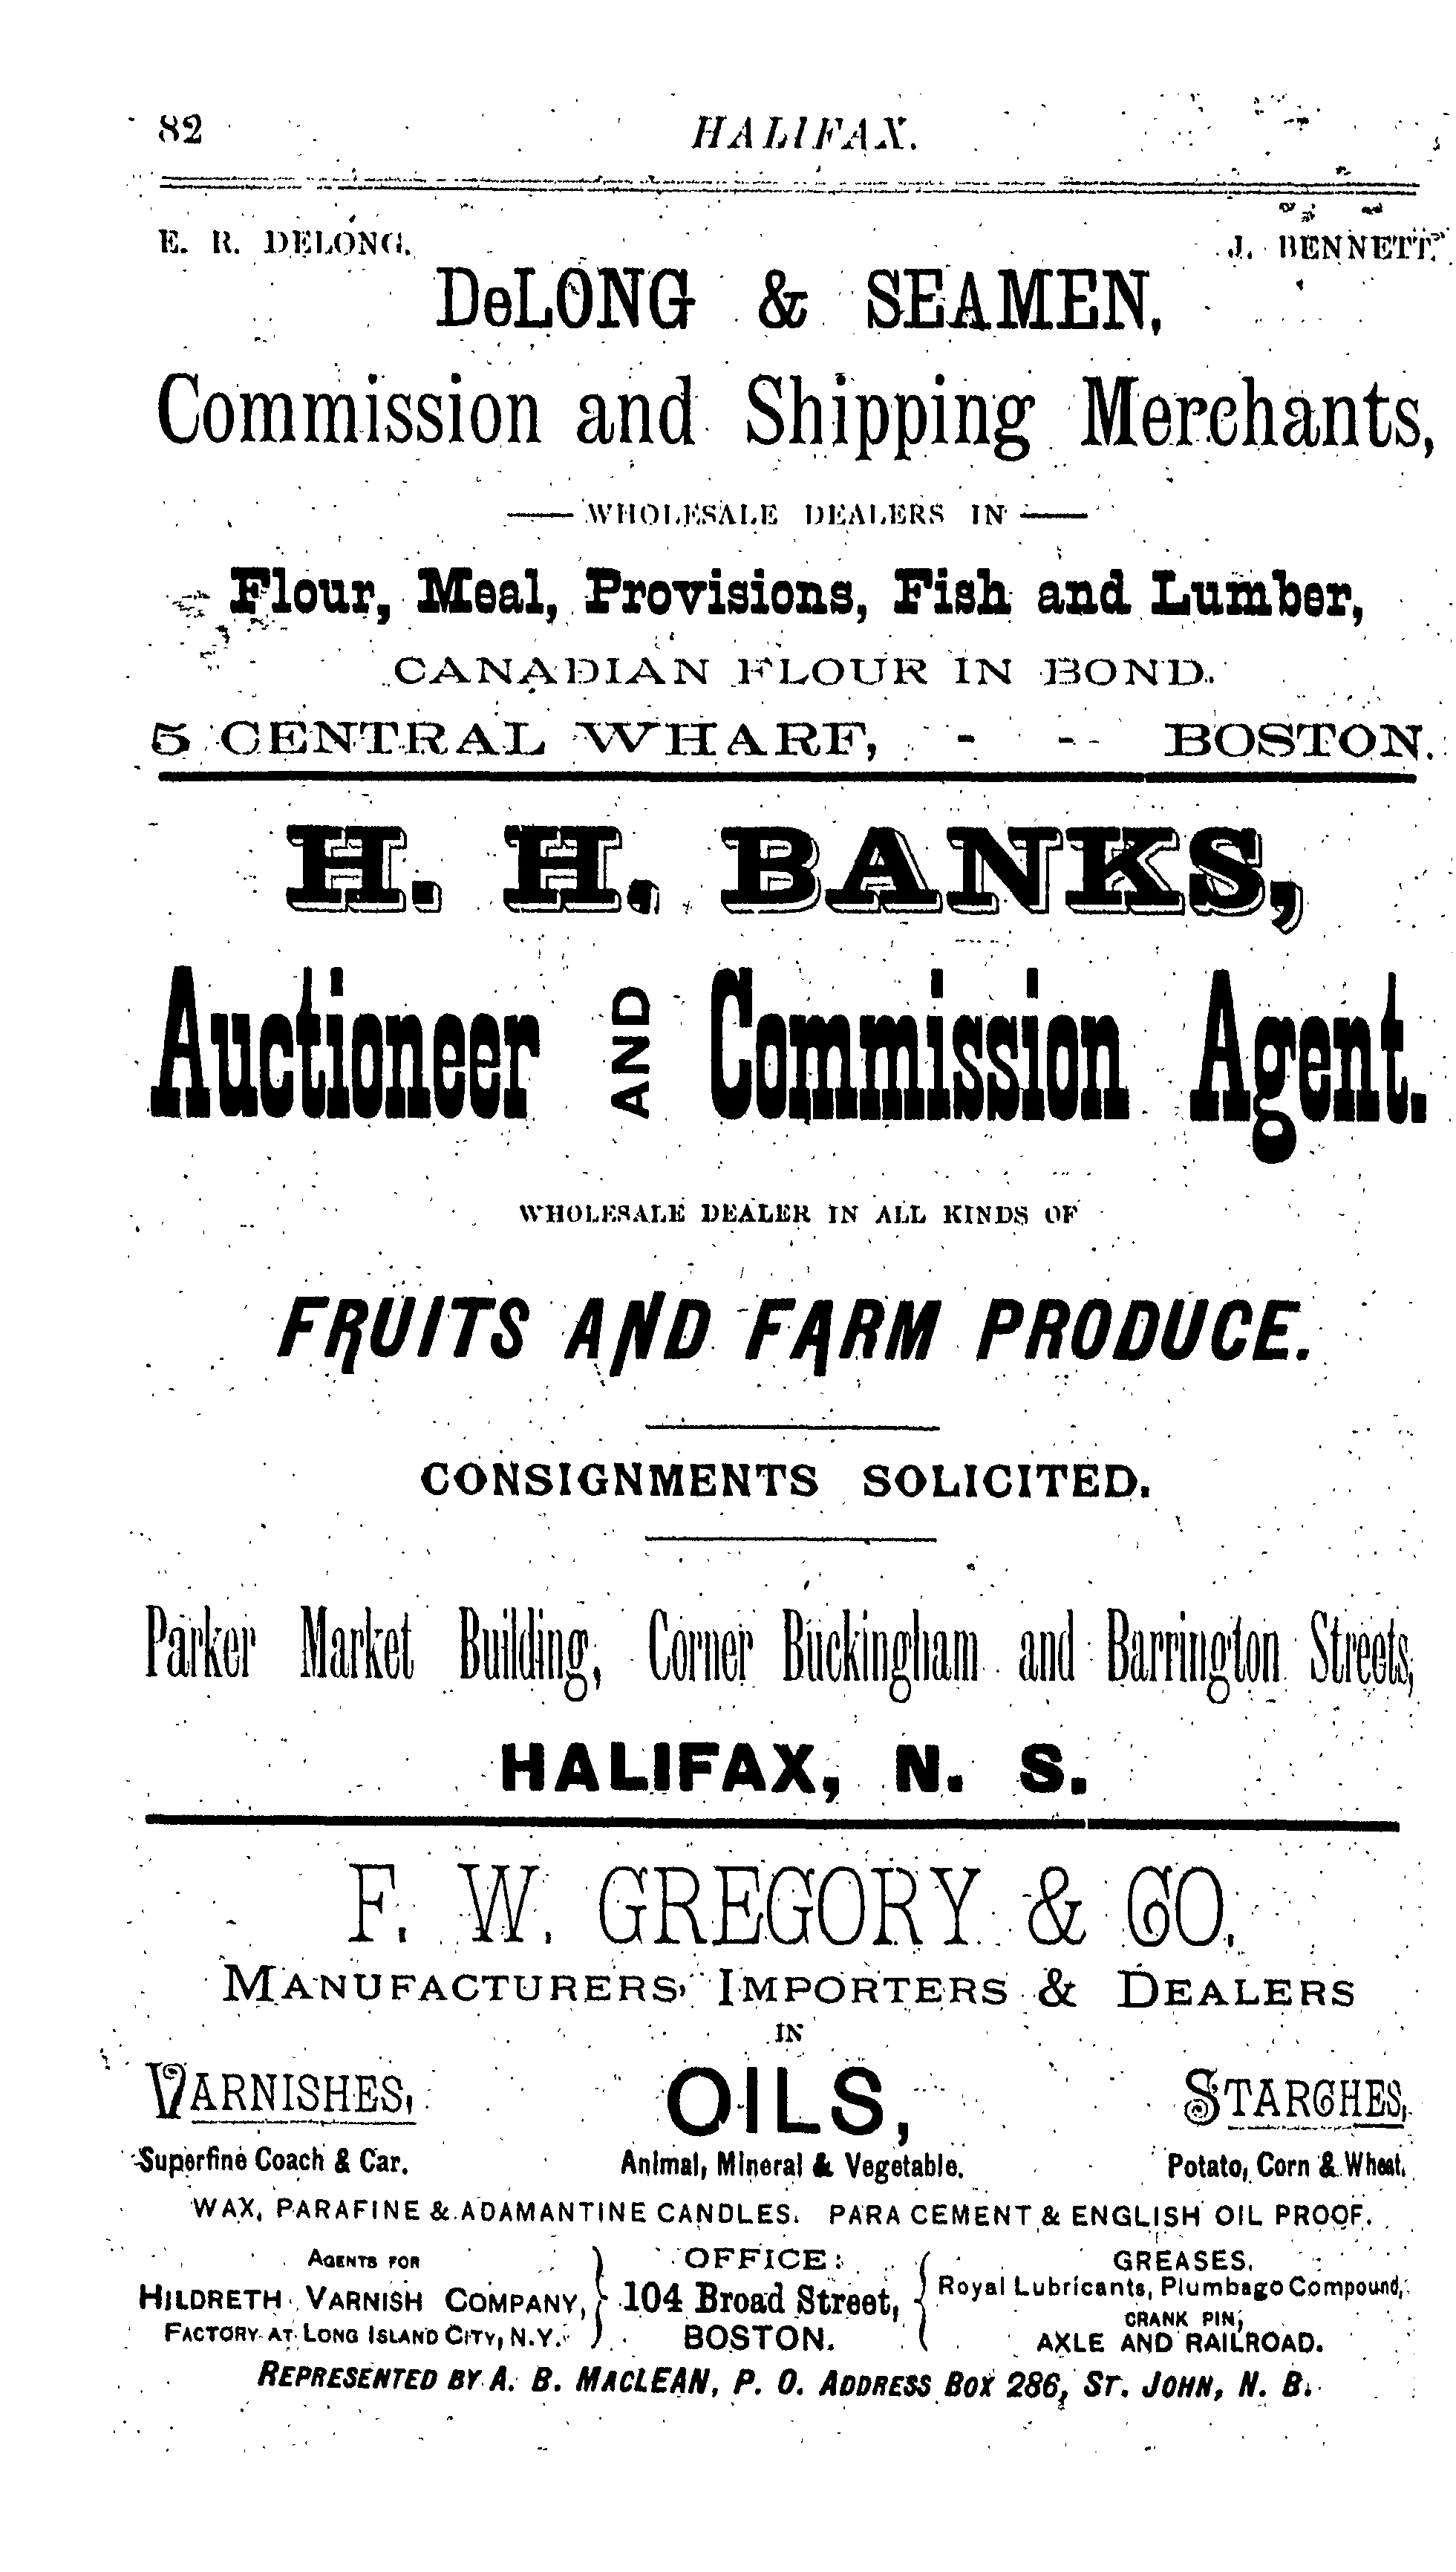 82 HALIFAX.
E. R. DELONG. J. BENNETT.
DeLONG & SEAMEN,
Commission and Shipping Merchants,
— WHOLESALE DEALERS IN —
Flour, Meal, Provisions, Fish and Lumber,
CANADIAN FLOUR IN BOND.
5 CENTRAL WHARF, - - BOSTON.
H. H. BANKS,
Auctioneer AND Commission Agent.
WHOLESALE DEALER IN ALL KINDS OF
FRUITS AND FARM PRODUCE.
CONSIGNMENTS SOLICITED.
Parker Market Building, Corner Buckingham and Barrington Streets,
HALIFAX, N. S.
F. W. GREGORY & CO.
MANUFACTURERS, IMPORTERS & DEALERS
IN
VARNISHES, OILS, STARCHES,
Superfine Coach & Car. Animal, Mineral & Vegetable. Potato, Corn & Wheat.
WAX, PARAFINE & ADAMANTINE CANDLES. PARA CEMENT & ENGLISH OIL PROOF.
AGENTS FOR OFFICE: GREASES.
HILDRETH VARNISH COMPANY, 104 Broad Street, Royal Lubricants, Plumbago Compound,
CRANK PIN,
FACTORY AT LONG ISLAND CITY, N.Y. BOSTON. AXLE AND RAILROAD.
REPRESENTED BY A. B. MACLEAN, P. O. ADDRESS BOX 286, ST. JOHN, N. B.